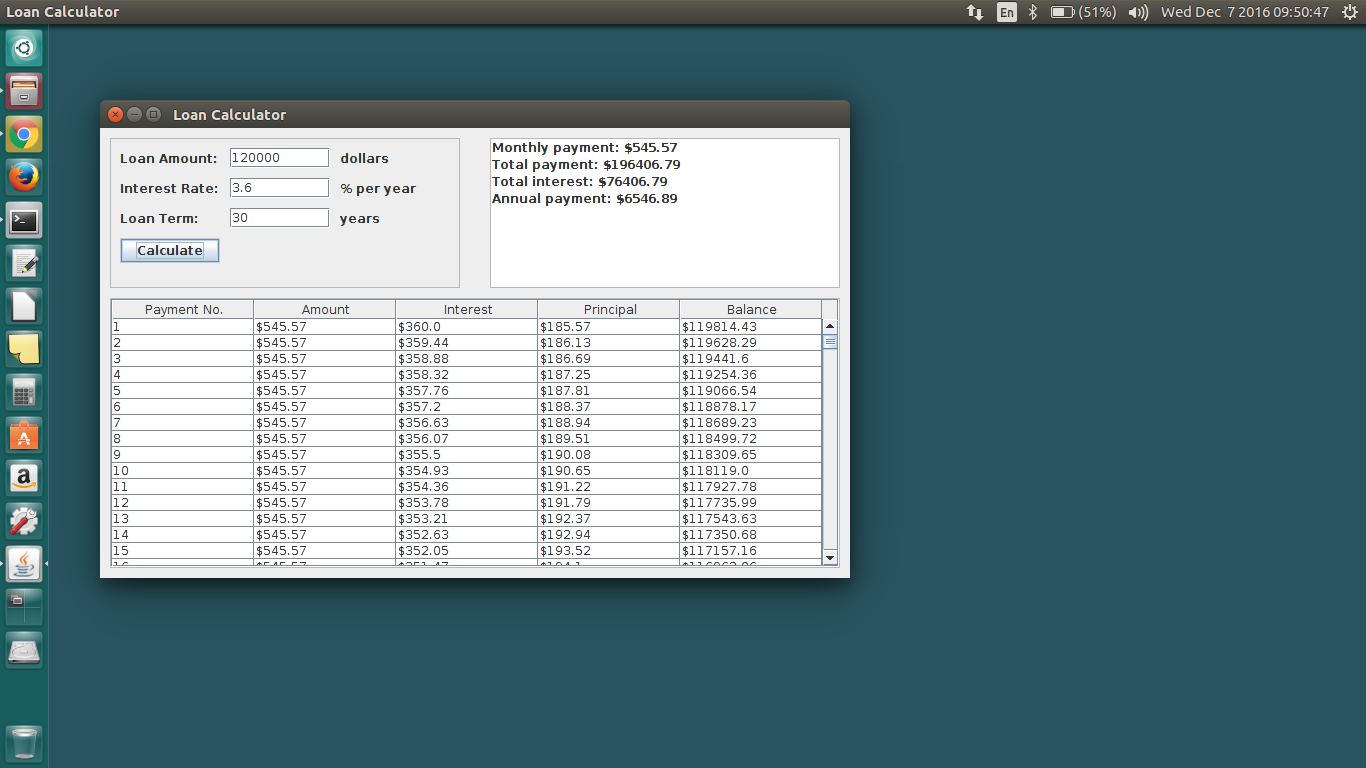 Loan Calculator En (51%) Wed Dec 7 2016 09:50:47
Loan Calculator
Loan Amount: 120000 dollars
Interest Rate: 3.6 % per year
Loan Term: 30 years
Calculate
Monthly payment: $545.57
Total payment: $196406.79
Total interest: $76406.79
Annual payment: $6546.89
Payment No. Amount Interest Principal Balance
1 $545.57 $360.0 $185.57 $119814.43
2 $545.57 $359.44 $186.13 $119628.29
3 $545.57 $358.88 $186.69 $119441.6
4 $545.57 $358.32 $187.25 $119254.36
5 $545.57 $357.76 $187.81 $119066.54
6 $545.57 $357.2 $188.37 $118878.17
7 $545.57 $356.63 $188.94 $118689.23
8 $545.57 $356.07 $189.51 $118499.72
9 $545.57 $355.5 $190.08 $118309.65
10 $545.57 $354.93 $190.65 $118119.0
11 $545.57 $354.36 $191.22 $117927.78
12 $545.57 $353.78 $191.79 $117735.99
13 $545.57 $353.21 $192.37 $117543.63
14 $545.57 $352.63 $192.94 $117350.68
15 $545.57 $352.05 $193.52 $117157.16